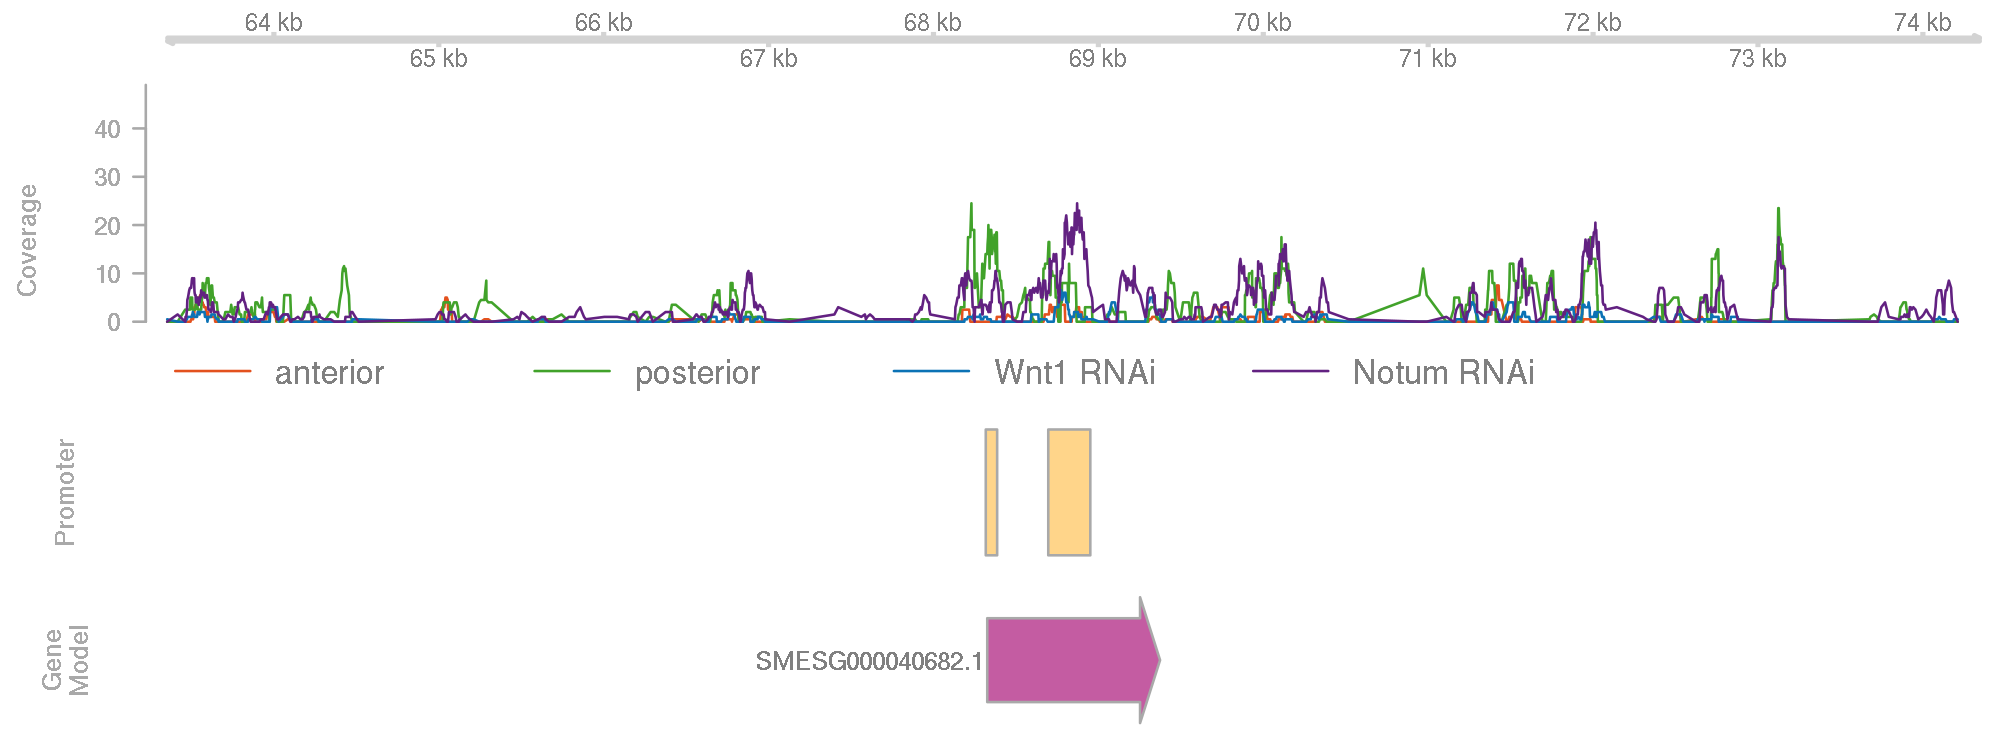 64 kb 66 kb 68 kb 70 kb 72 kb 74 kb
65 kb 67 kb 69 kb 71 kb 73 kb
Coverage
40
30
20
10
0
anterior posterior Wnt1 RNAi Notum RNAi
Promoter
Gene
Model
SMESG000040682.1